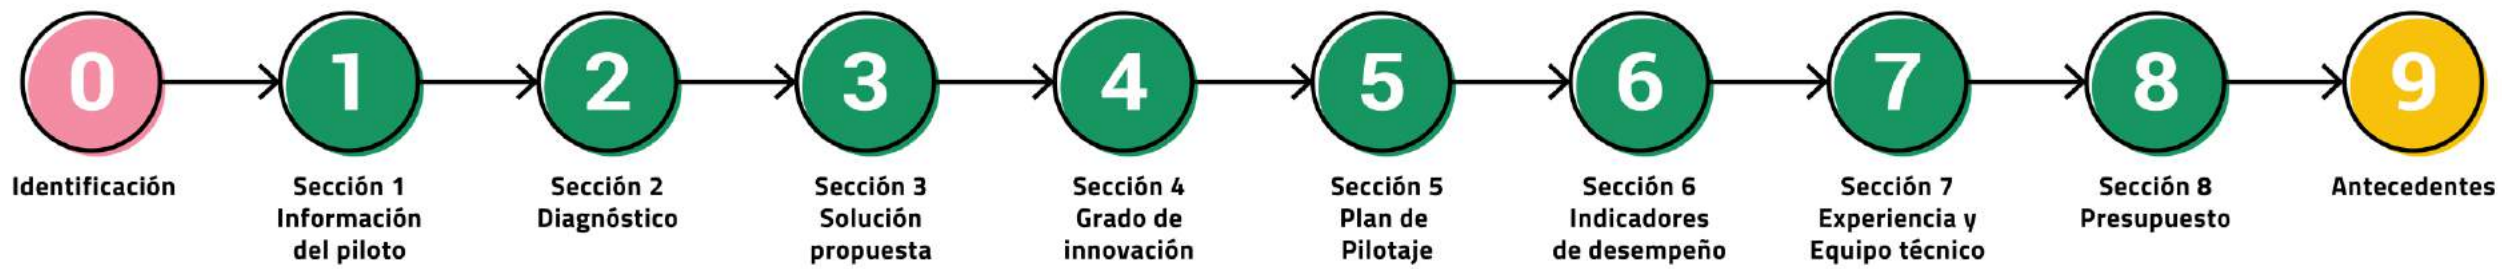 0
1
2
3
4
5
6
7
8
9
Identificación
Sección 1
Información
del piloto
Sección 2
Diagnóstico
Sección 3
Solución
propuesta
Sección 4
Grado de
innovación
Sección 5
Plan de
Pilotaje
Sección 6
Indicadores
de desempeño
Sección 7
Experiencia y
Equipo técnico
Sección 8
Presupuesto
Antecedentes